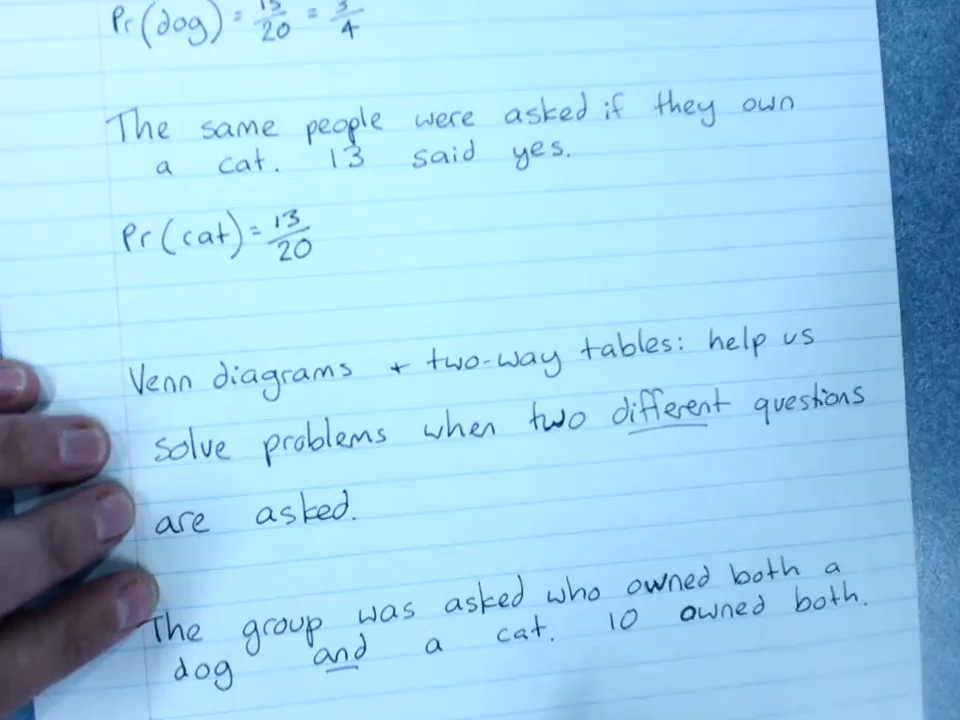 Pr(dog) = 15/20 = 3/4
The same people were asked if they own
a cat. 13 said yes.
Pr(cat) = 13/20
Venn diagrams + two-way tables: help us
solve problems when two different questions
are asked.
The group was asked who owned both a
dog and a cat. 10 owned both.